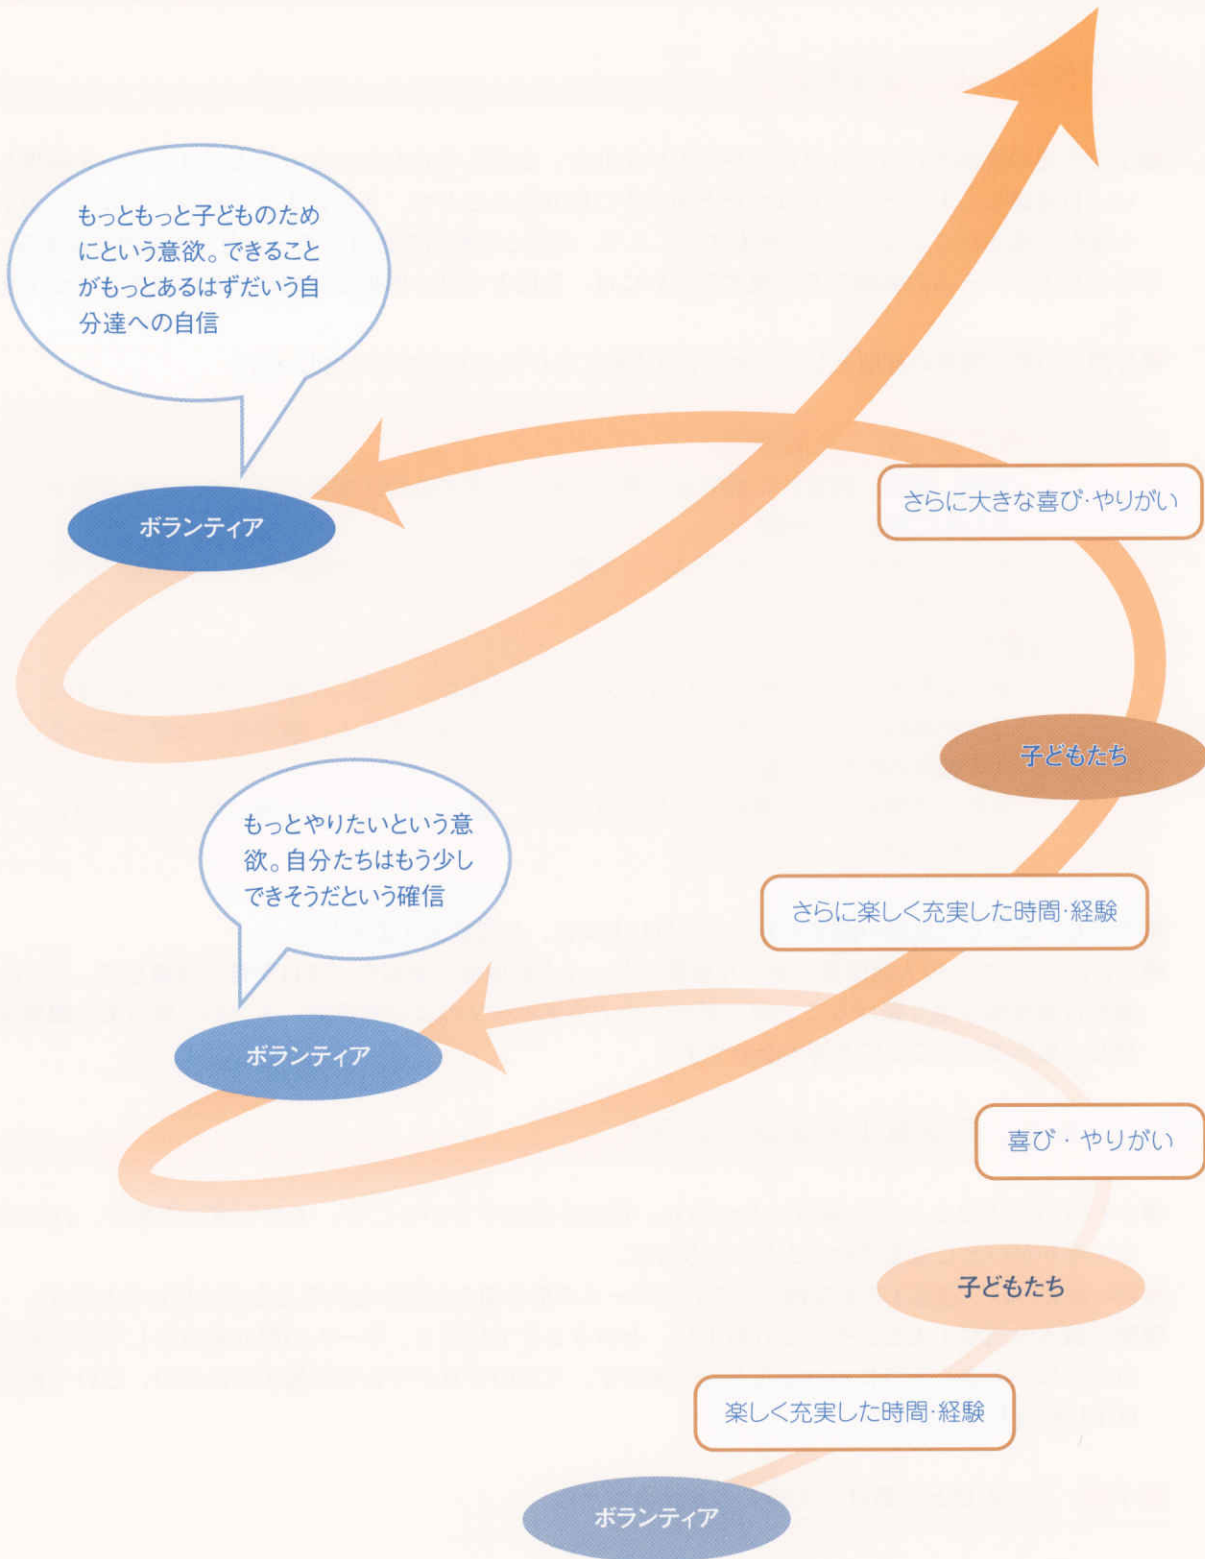 もっともっと子どものため
にという意欲。できること
がもっとあるはずだいう自
分達への自信
ボランティア
さらに大きな喜び・やりがい
子どもたち
もっとやりたいという意
欲。自分たちはもう少し
できそうだという確信
さらに楽しく充実した時間・経験
ボランティア
喜び・やりがい
子どもたち
楽しく充実した時間・経験
ボランティア